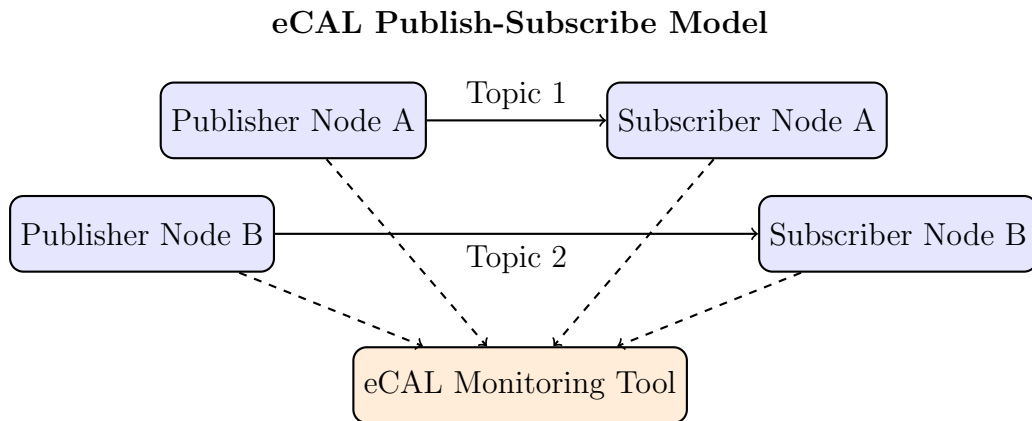 eCAL Publish-Subscribe Model
Topic 1
Publisher Node A
Subscriber Node A
Publisher Node B
Subscriber Node B
Topic 2
eCAL Monitoring Tool